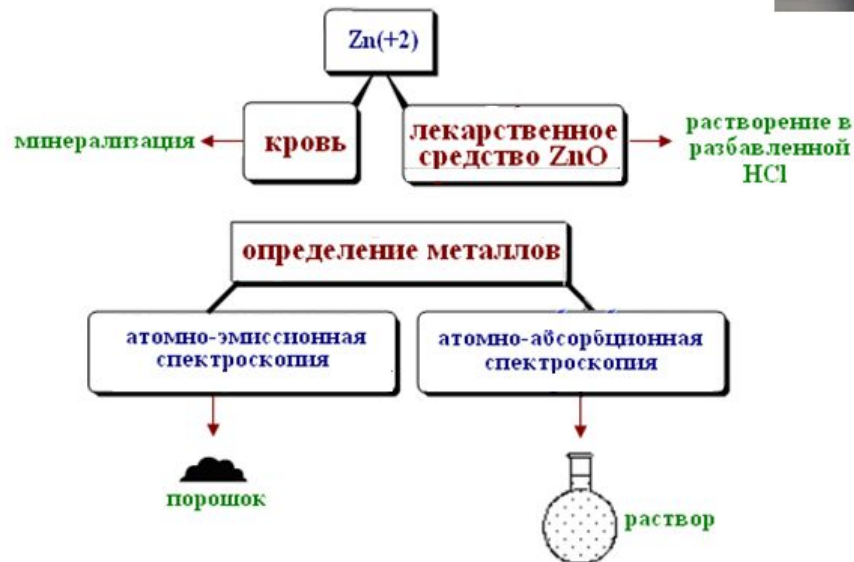 Zn(+2)
минерализация
кровь
лекарственное
средство ZnO
растворение в
разбавленной
HCl
определение металлов
атомно-эмиссионная
спектроскопия
атомно-абсорбционная
спектроскопия
порошок
раствор